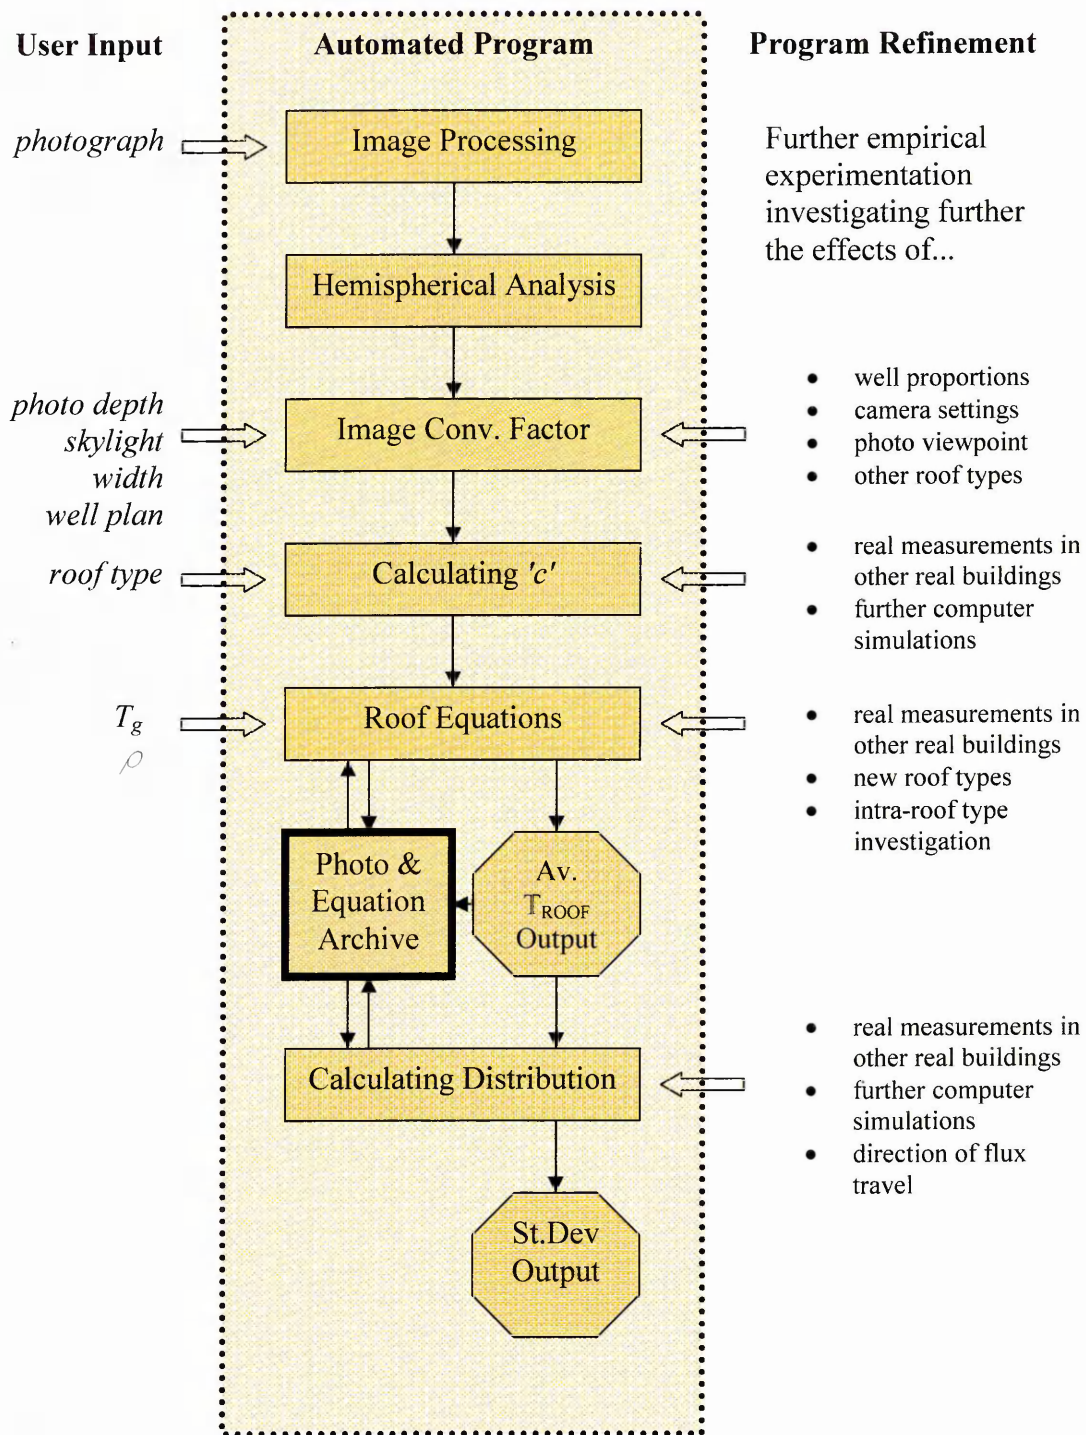 User Input
Automated Program
Program Refinement
photograph
Image Processing
Further empirical
experimentation
investigating further
the effects of...
Hemispherical Analysis
photo depth
skylight
width
well plan
Image Conv. Factor
• well proportions
• camera settings
• photo viewpoint
• other roof types
roof type
Calculating 'c'
• real measurements in
other real buildings
• further computer
simulations
Tg
ρ
Roof Equations
• real measurements in
other real buildings
• new roof types
• intra-roof type
investigation
Photo &
Equation
Archive
Av.
TROOF
Output
Calculating Distribution
• real measurements in
other real buildings
• further computer
simulations
• direction of flux
travel
St.Dev
Output